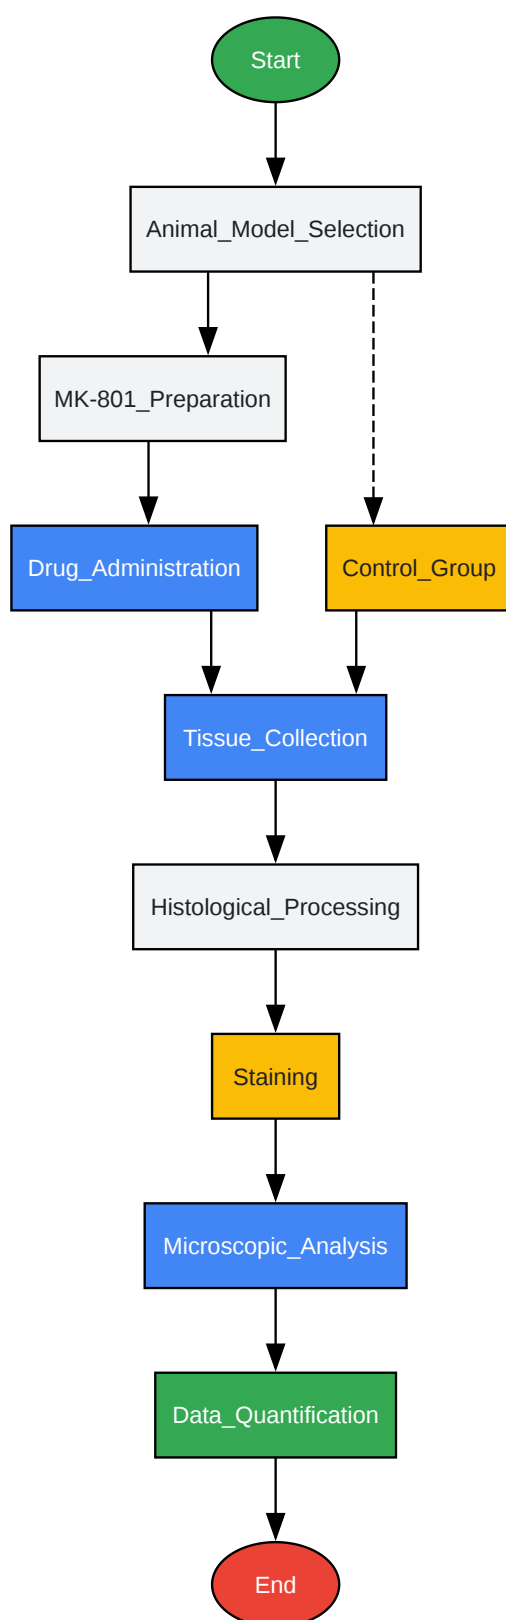 Start
Animal_Model_Selection
MK-801_Preparation
Drug_Administration
Control_Group
Tissue_Collection
Histological_Processing
Staining
Microscopic_Analysis
Data_Quantification
End